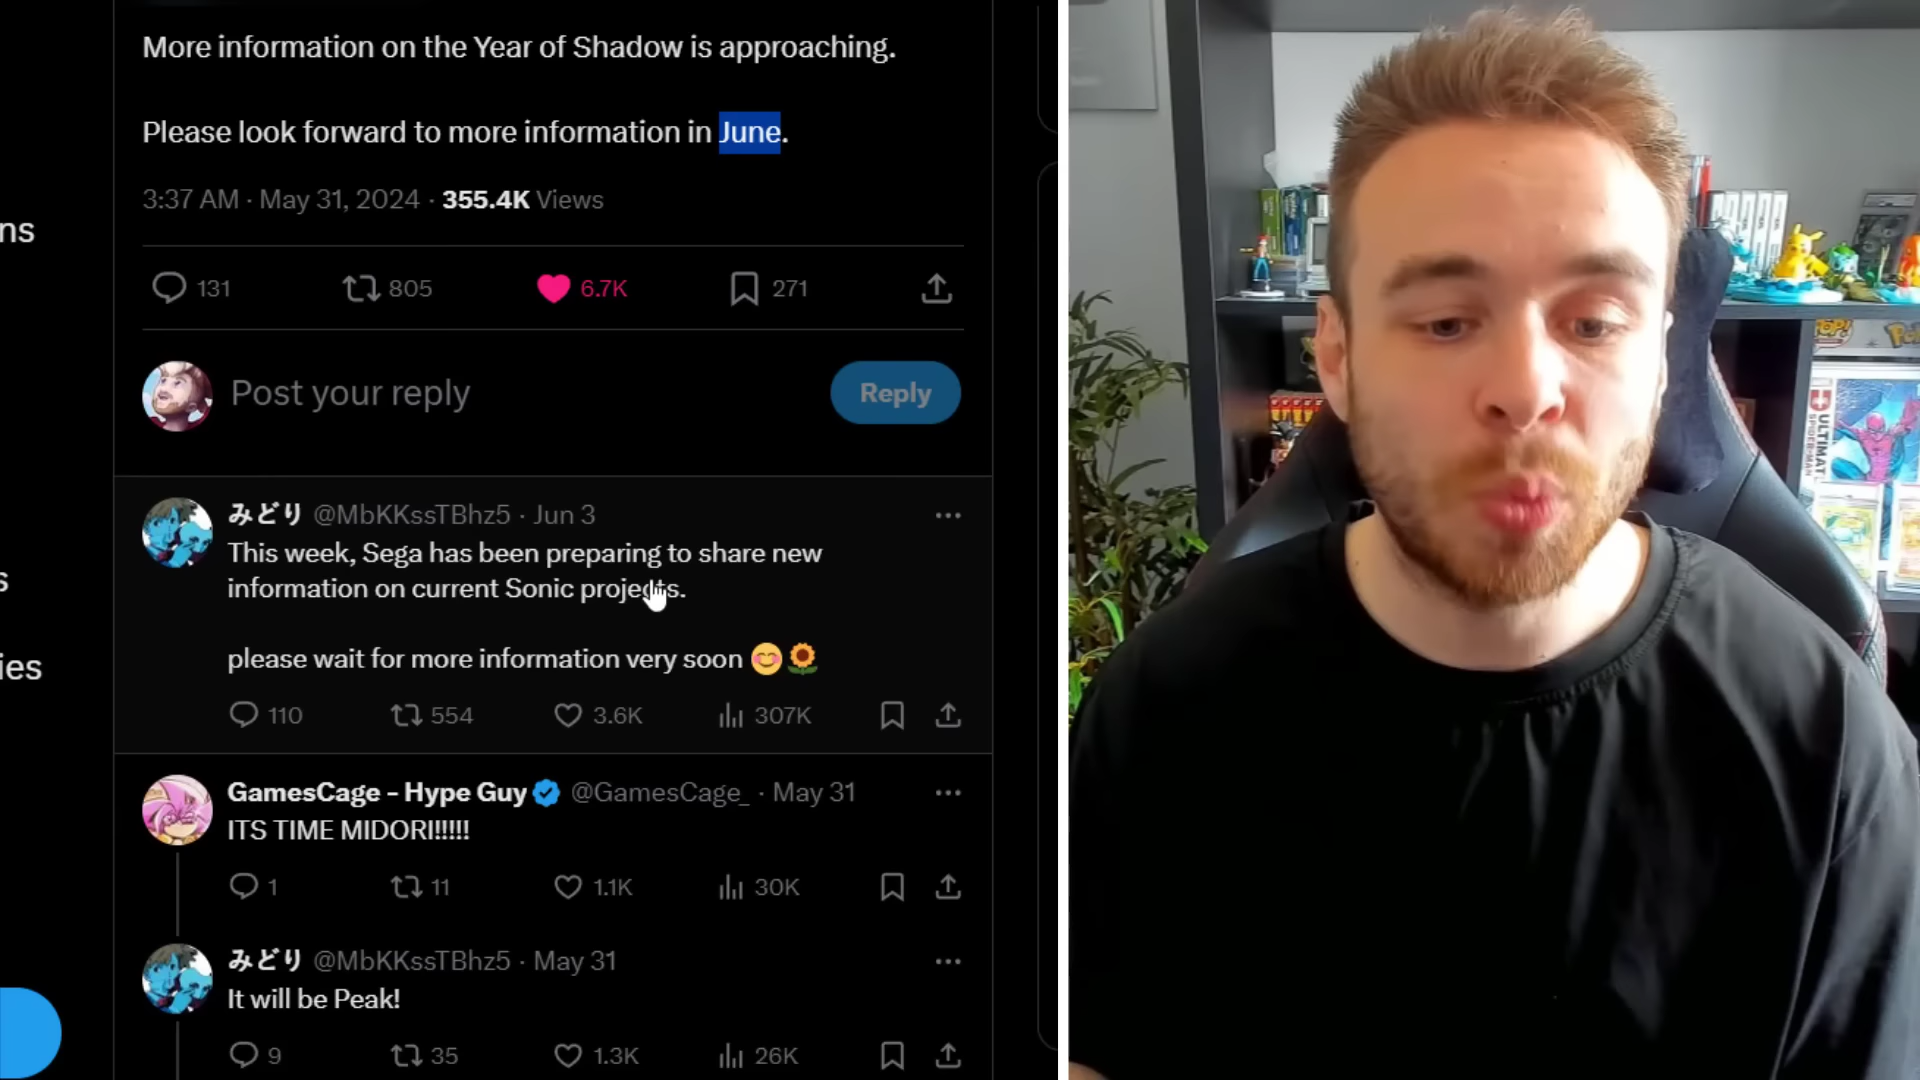 More information on the Year of Shadow is approaching.
Please look forward to more information in June.
3:37 AM · May 31, 2024 · 355.4K Views
131 805 6.7K 271
ns
Post your reply
Reply
みどり @MbKKssTBhz5 · Jun 3
This week, Sega has been preparing to share new
information on current Sonic projects.
s
please wait for more information very soon 😊🌻
ies
110 554 3.6K 307K
GamesCage - Hype Guy @GamesCage_ · May 31
ITS TIME MIDORI!!!!!
1 11 1.1K 30K
みどり @MbKKssTBhz5 · May 31
It will be Peak!
9 35 1.3K 26K
POP!
ULTIMAT
SPIDER-MAN